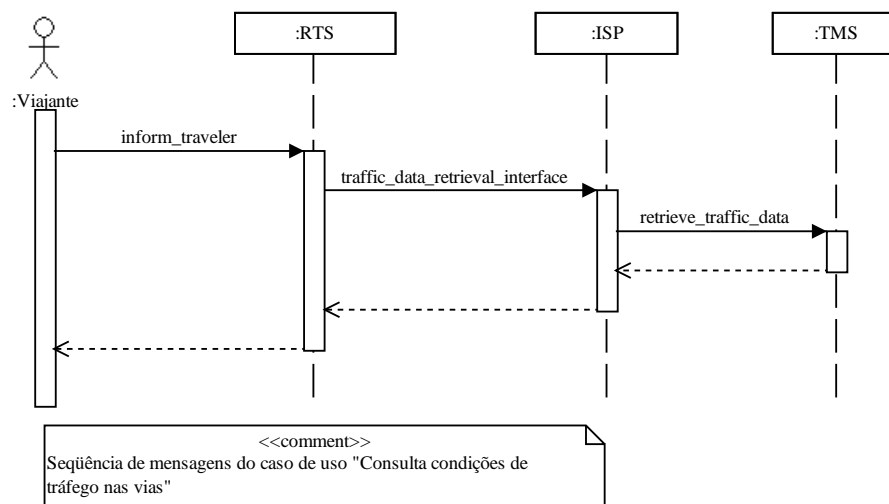 :RTS
:ISP
:TMS
:Viajante
inform_traveler
traffic_data_retrieval_interface
retrieve_traffic_data
<<comment>>
Seqüência de mensagens do caso de uso "Consulta condições de
tráfego nas vias"